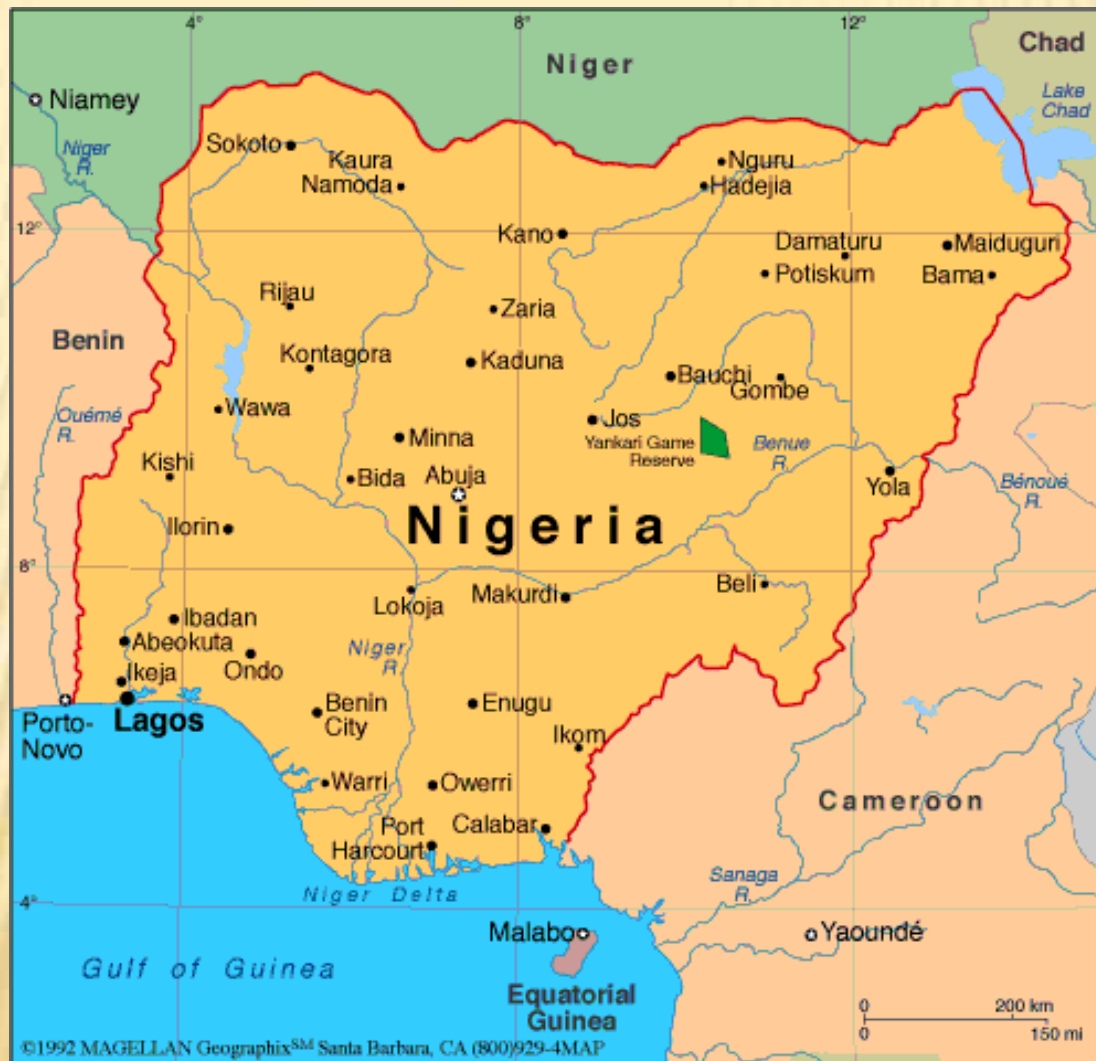 4°
8°
12°
Chad
Niger
Lake
Chad
Niamey
Niger
R.
Sokoto
Kaura
Namoda
Nguru
Hadejia
12°
Kano
Damaturu
Maiduguri
Potiskum
Bama
Rijau
Zaria
Benin
Kontagora
Kaduna
Bauchi
Gombe
Ouémé
R.
Wawa
Jos
Minna
Yankari Game
Reserve
Benue
R.
Kishi
Bida
Abuja
Yola
Bénoué
R.
Nigeria
Ilorin
8°
Beli
Makurdi
Lokoja
Ibadan
Abeokuta
Niger
R.
Ikeja
Ondo
Lagos
Benin
City
Enugu
Porto-
Novo
Ikom
Warri
Owerri
Cameroon
Calabar
Port
Harcourt
Sanaga
R.
Niger Delta
4°
Malabo
Yaoundé
Gulf of Guinea
Equatorial
Guinea
0 200 km
0 150 mi
©1992 MAGELLAN Geographix℠ Santa Barbara, CA (800)929-4MAP